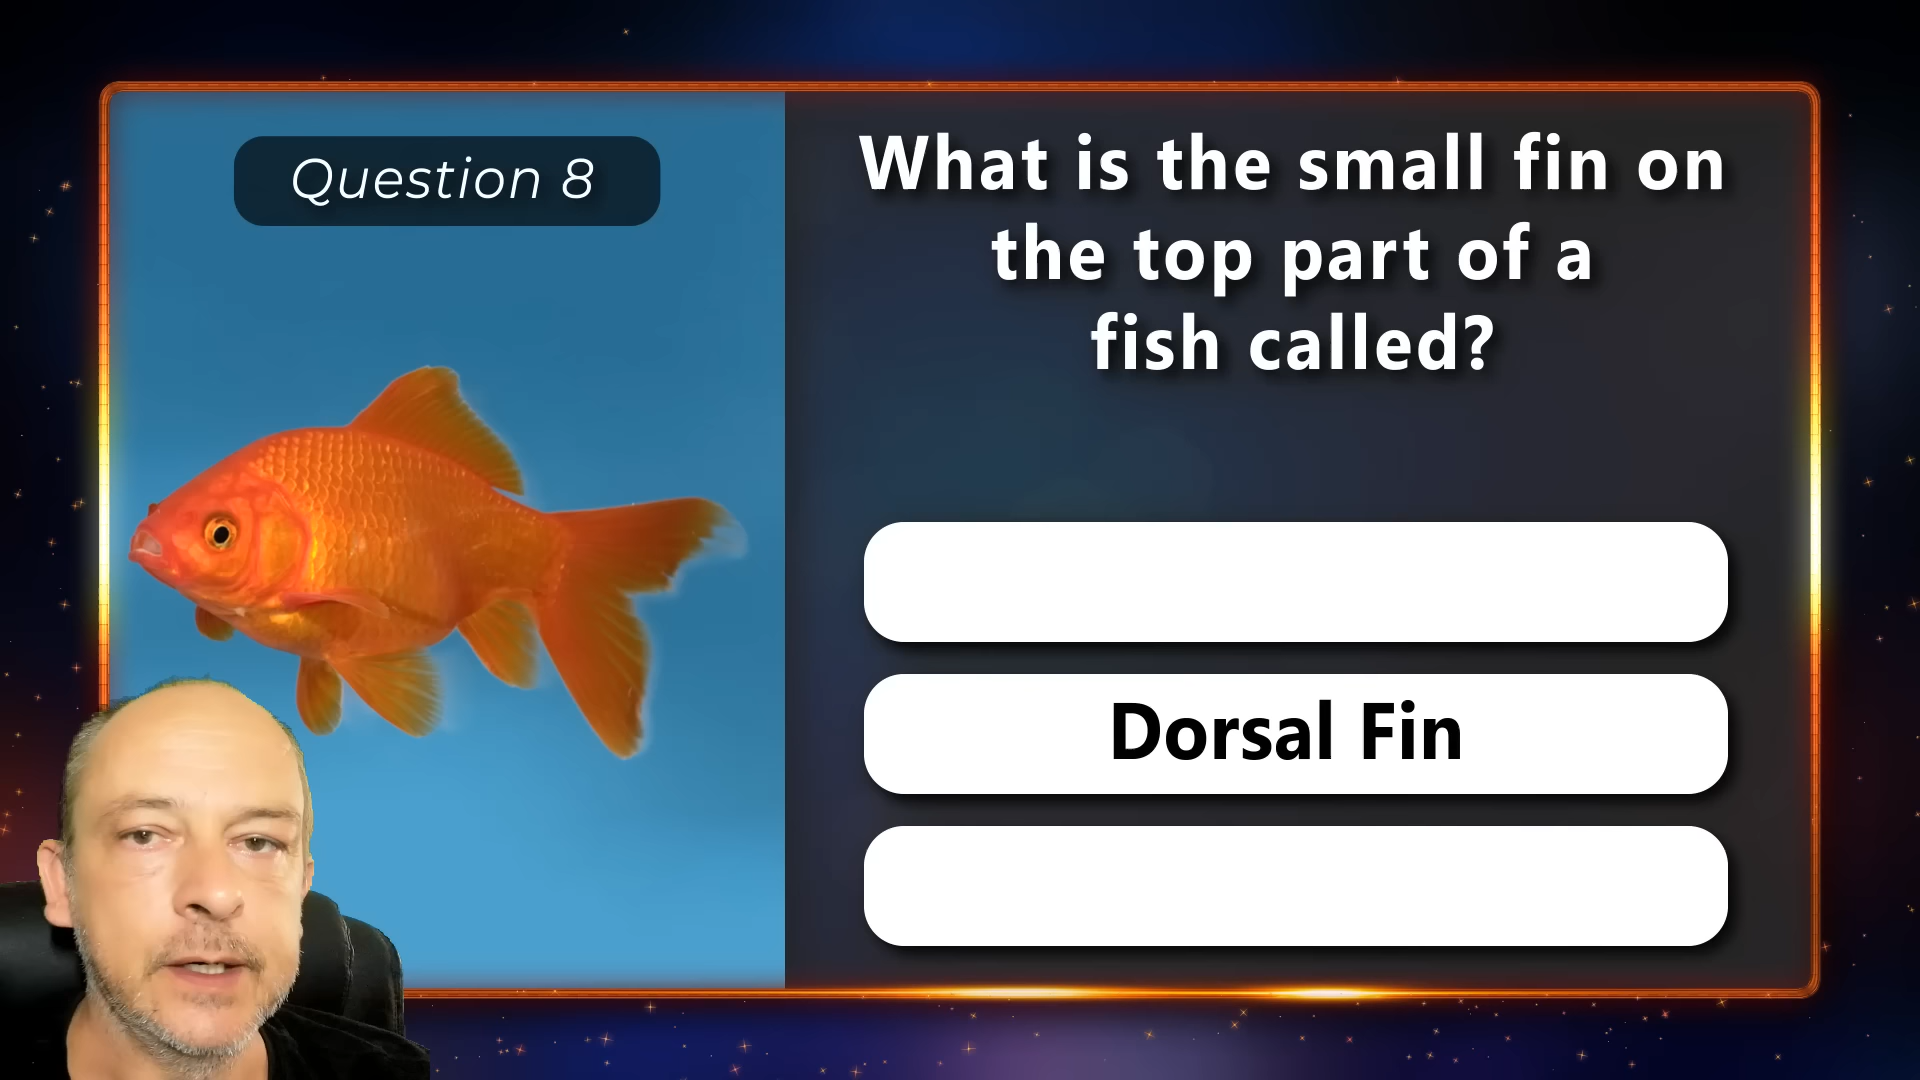 Question 8
What is the small fin on
the top part of a
fish called?
Dorsal Fin